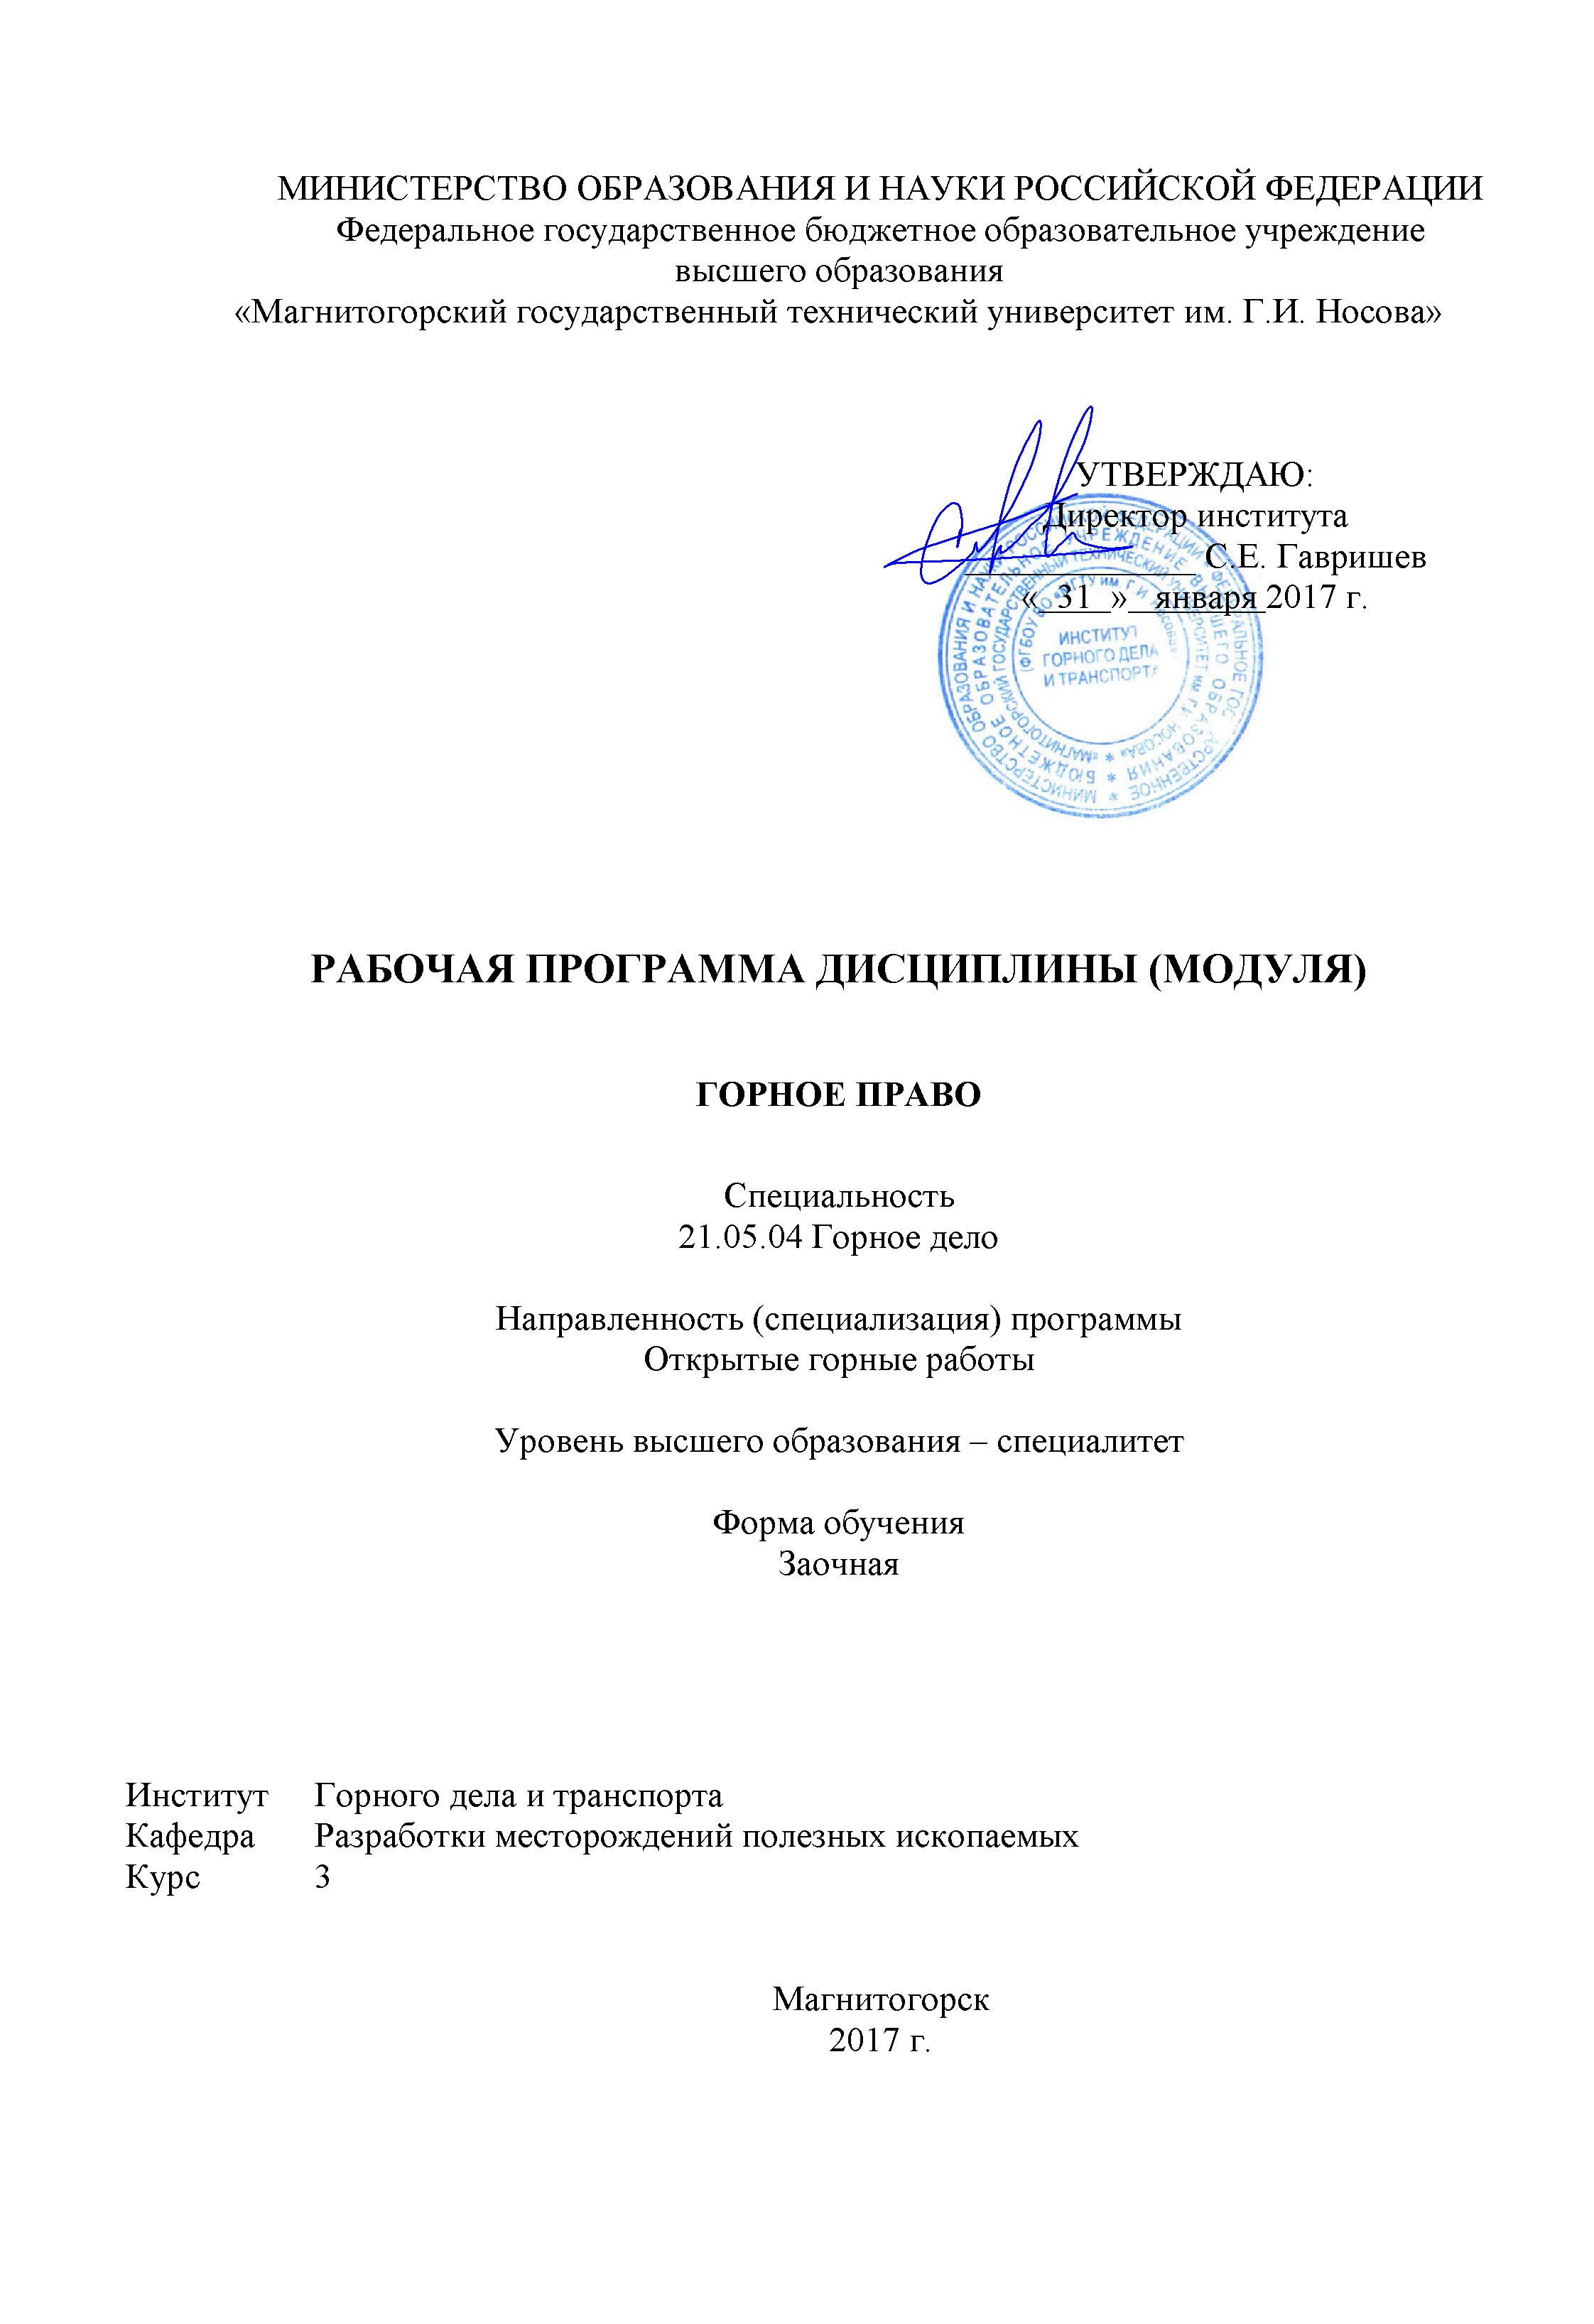 МИНИСТЕРСТВО ОБРАЗОВАНИЯ И НАУКИ РОССИЙСКОЙ ФЕДЕРАЦИИ
Федеральное государственное бюджетное образовательное учреждение
высшего образования
«Магнитогорский государственный технический университет им. Г.И. Носова»
УТВЕРЖДАЮ:
Директор института
С.Е. Гавришев
«31» января 2017 г.
ИНСТИТУТ
ГОРНОГО ДЕЛА
И ТРАНСПОРТА
РАБОЧАЯ ПРОГРАММА ДИСЦИПЛИНЫ (МОДУЛЯ)
ГОРНОЕ ПРАВО
Специальность
21.05.04 Горное дело
Направленность (специализация) программы
Открытые горные работы
Уровень высшего образования – специалитет
Форма обучения
Заочная
Институт Горного дела и транспорта
Кафедра Разработки месторождений полезных ископаемых
Курс 3
Магнитогорск
2017 г.